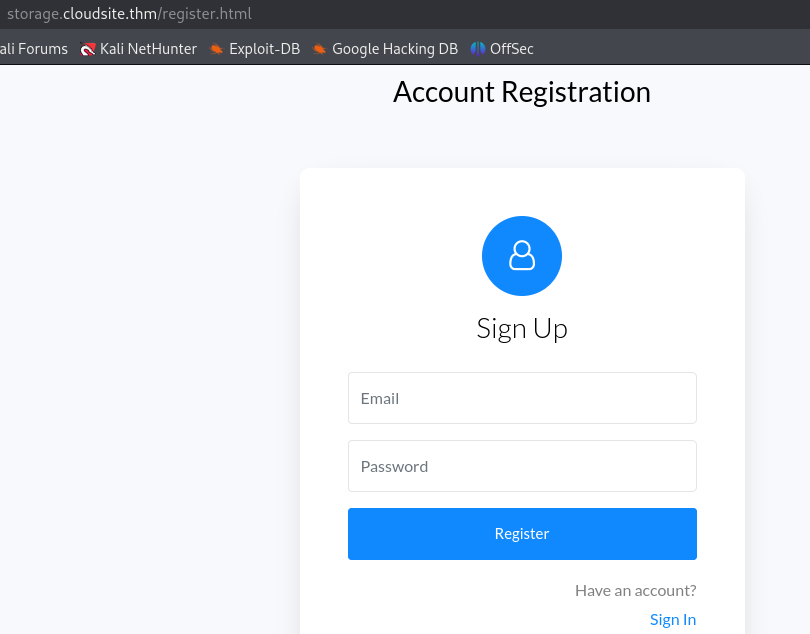 storage.cloudsite.thm/register.html
ali Forums Kali NetHunter Exploit-DB Google Hacking DB OffSec
Account Registration
Sign Up
Email
Password
Register
Have an account?
Sign In